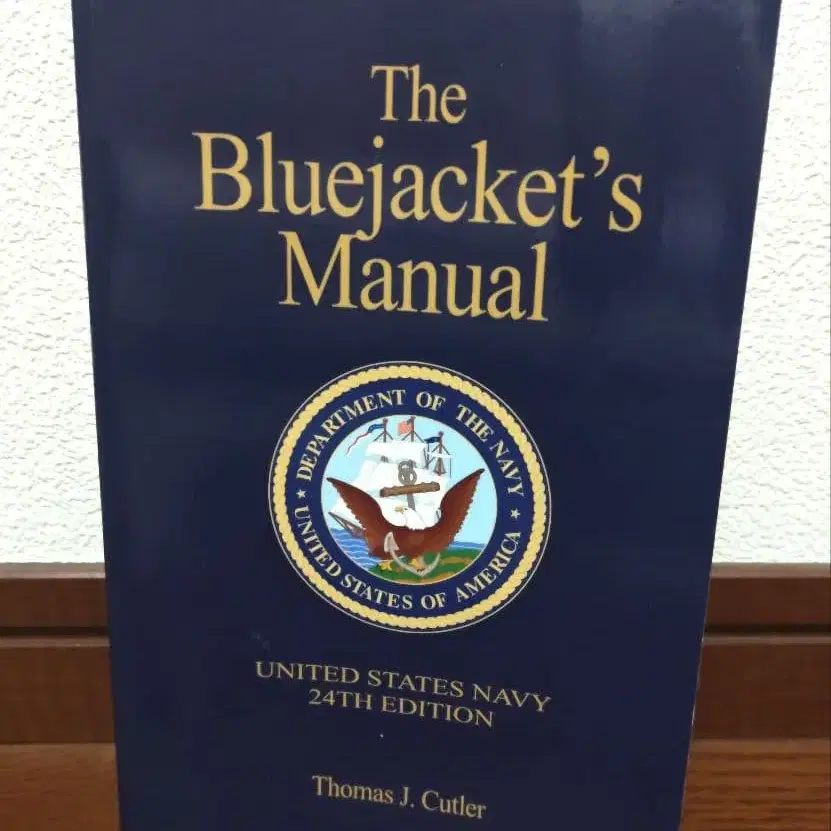 The
Bluejacket's
Manual
DEPARTMENT OF THE NAVY
★ UNITED STATES OF AMERICA ★
UNITED STATES NAVY
24TH EDITION
Thomas J. Cutler